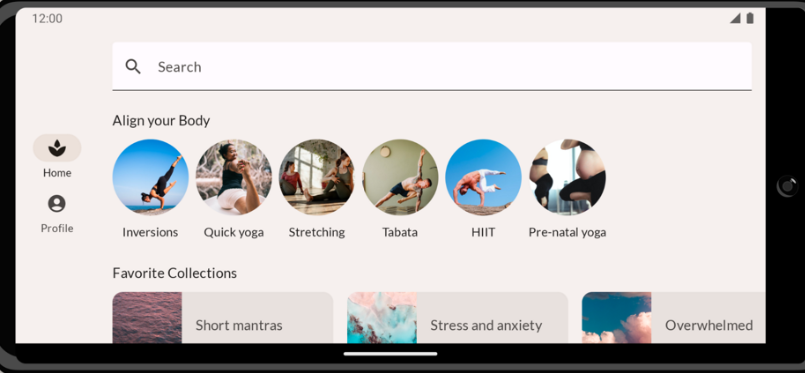 12:00
Search
Align your Body
Home
Inversions Quick yoga Stretching Tabata HIIT Pre-natal yoga
Profile
Favorite Collections
Short mantras Stress and anxiety Overwhelmed